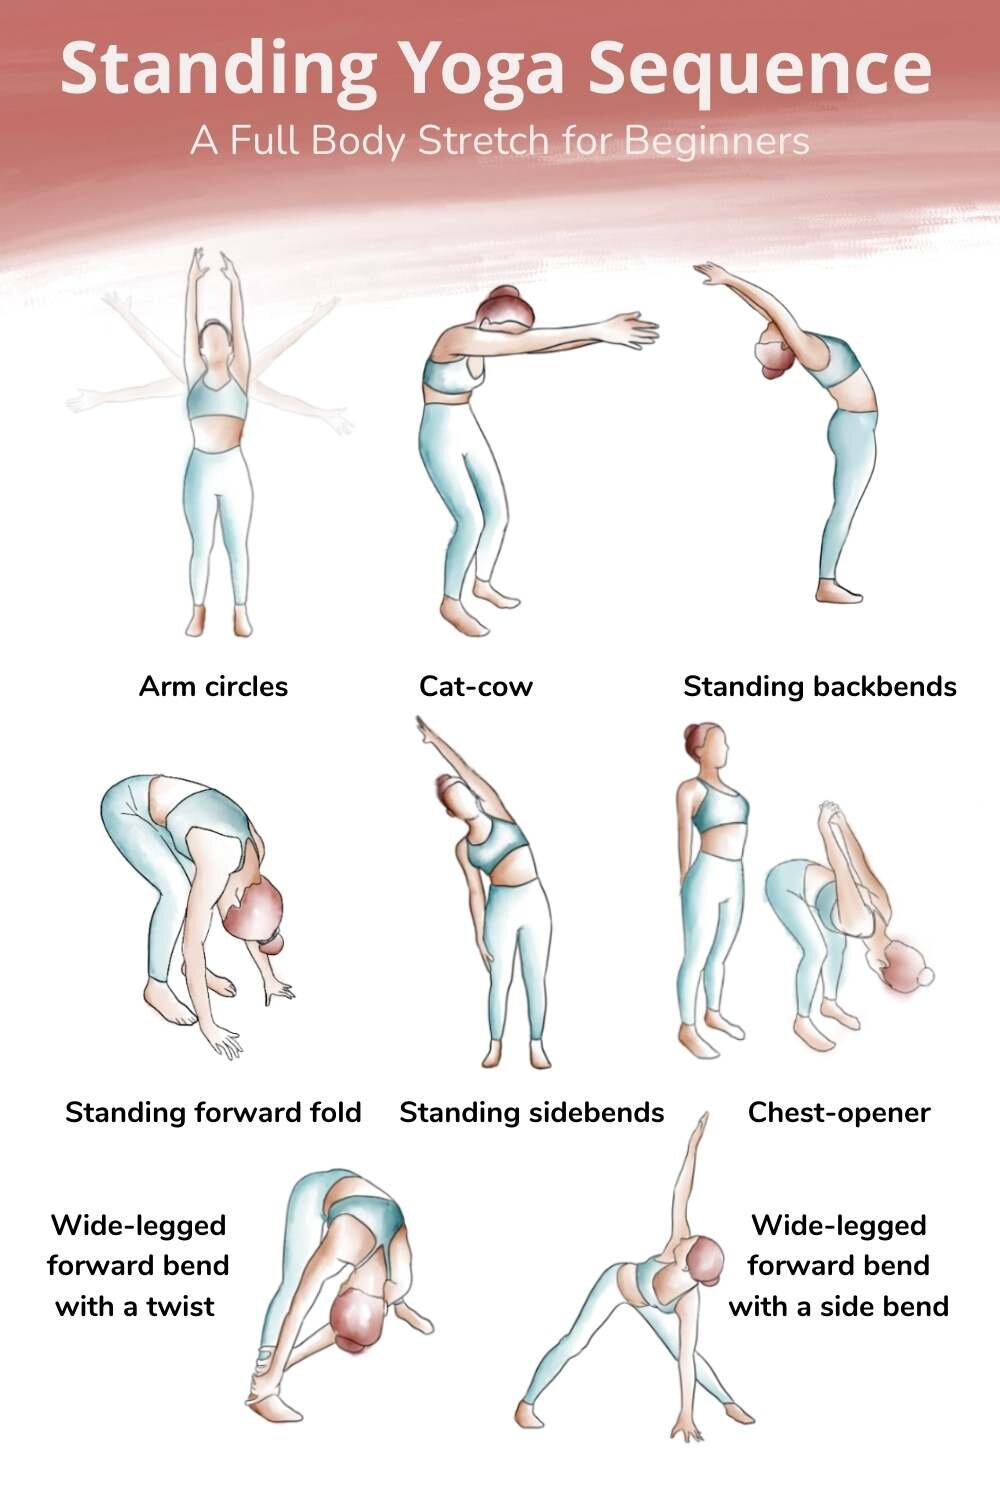 Standing Yoga Sequence
A Full Body Stretch for Beginners
Arm circles
Cat-cow
Standing backbends
Standing forward fold
Standing sidebends
Chest-opener
Wide-legged
forward bend
with a twist
Wide-legged
forward bend
with a side bend